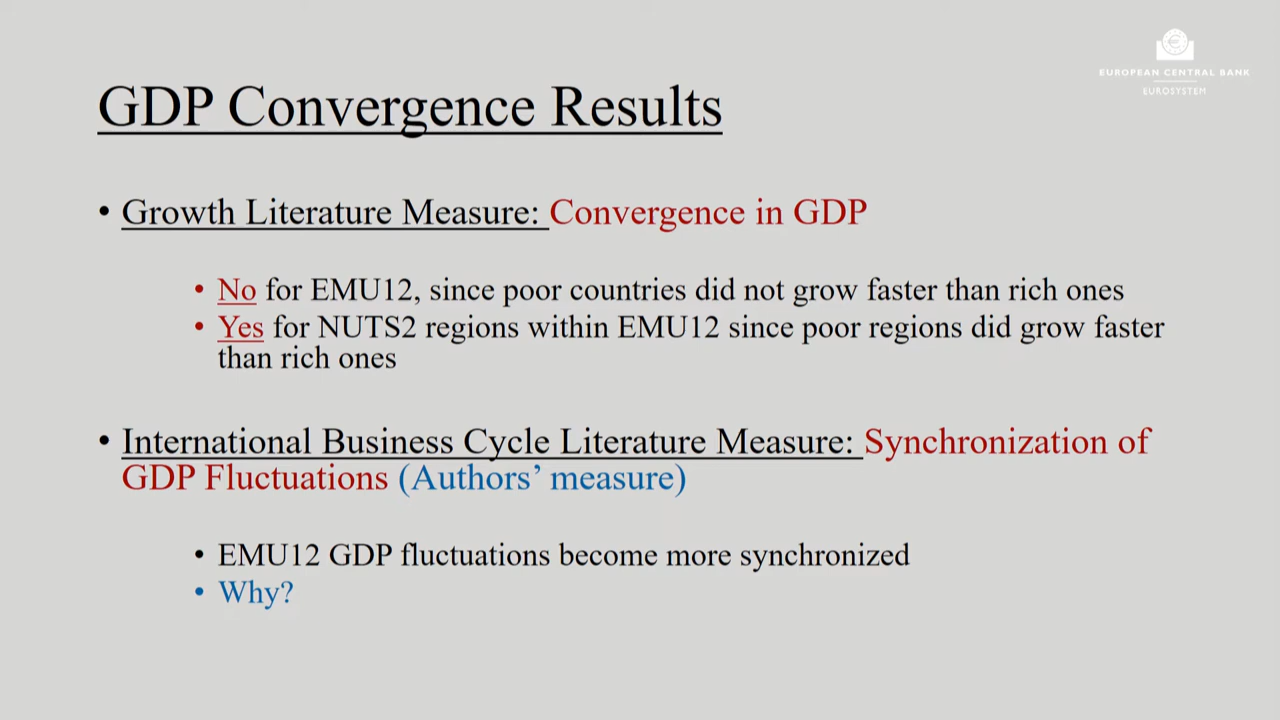 EUROPEAN CENTRAL BANK
EUROSYSTEM
GDP Convergence Results
• Growth Literature Measure: Convergence in GDP
• No for EMU12, since poor countries did not grow faster than rich ones
• Yes for NUTS2 regions within EMU12 since poor regions did grow faster
than rich ones
• International Business Cycle Literature Measure: Synchronization of
GDP Fluctuations (Authors’ measure)
• EMU12 GDP fluctuations become more synchronized
• Why?